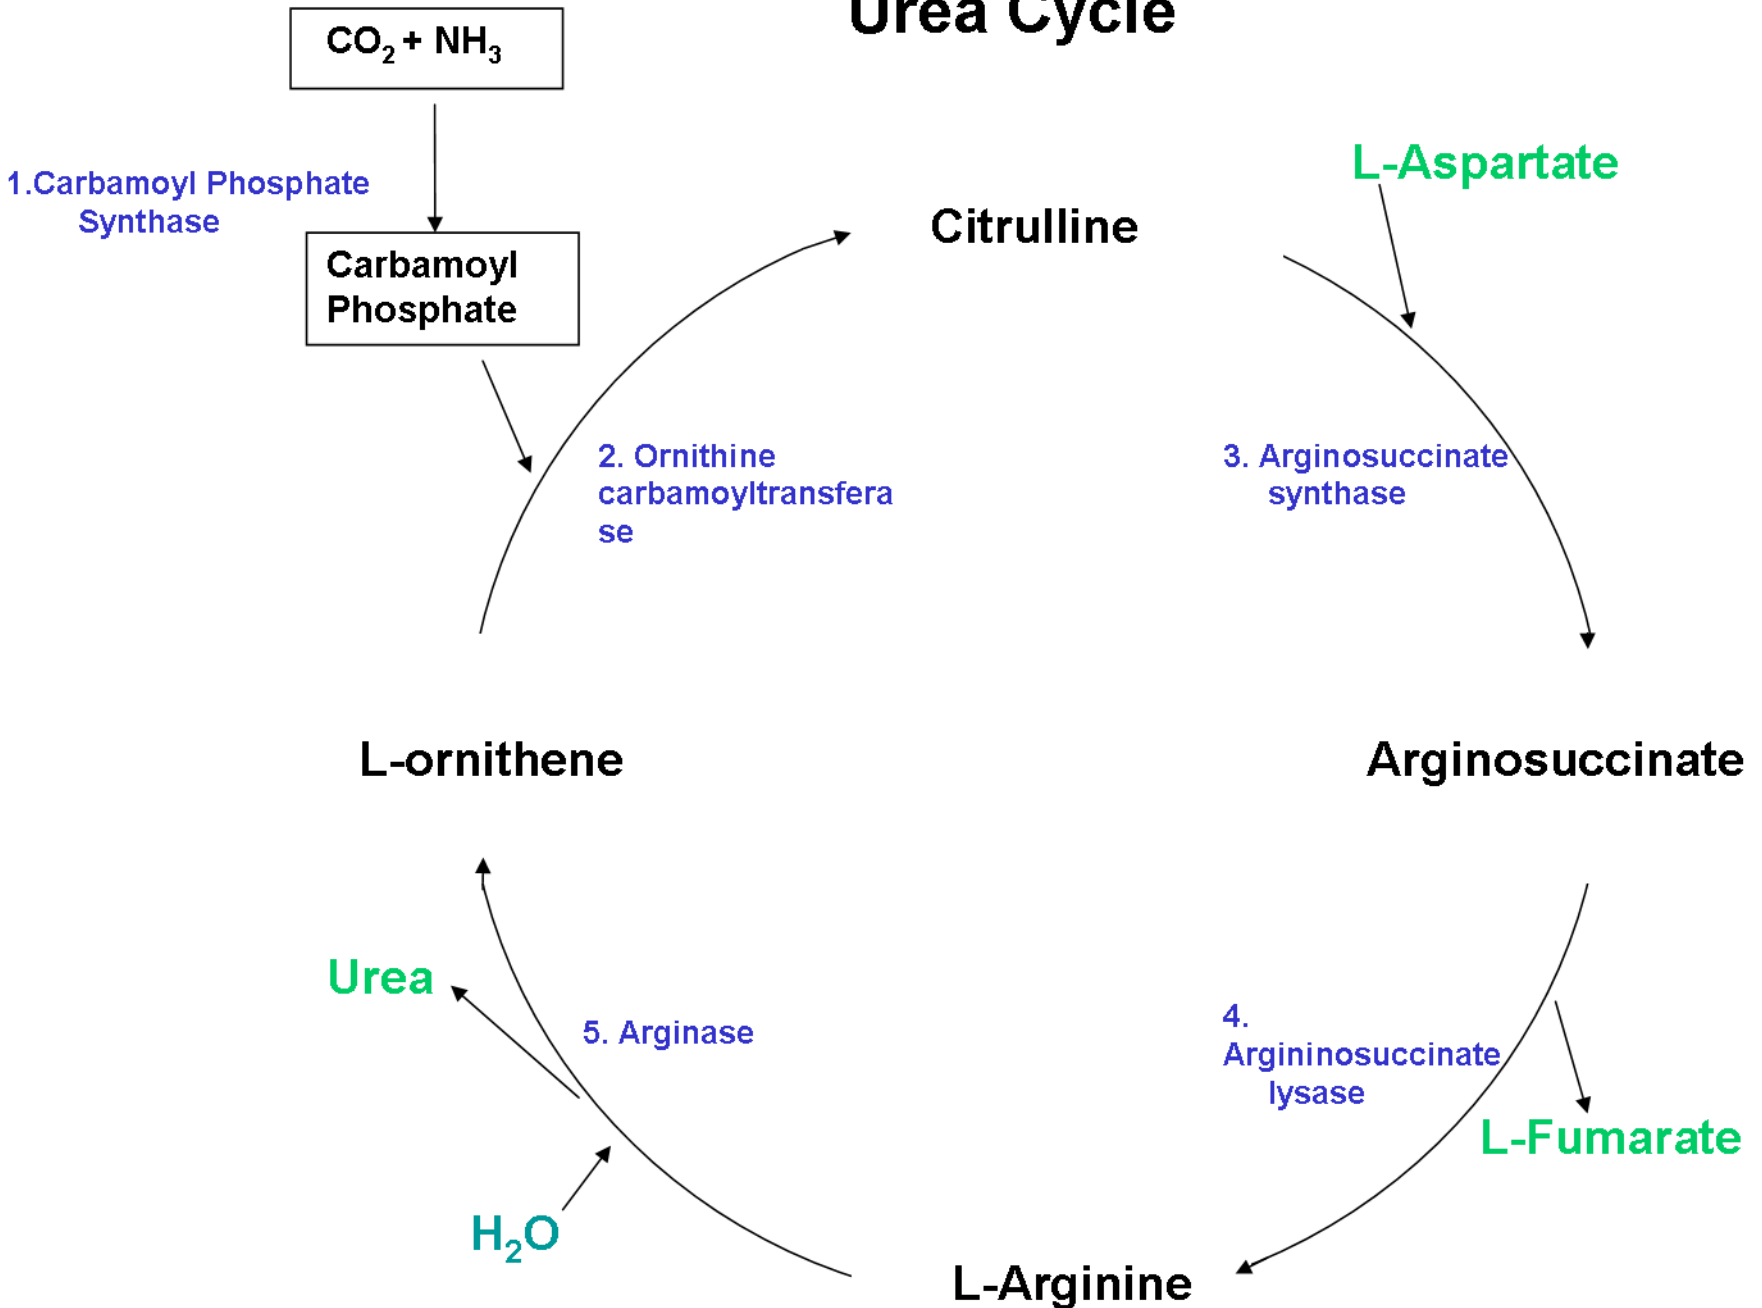 Urea Cycle
CO₂ + NH₃
1.Carbamoyl Phosphate
Synthase
Carbamoyl
Phosphate
Citrulline
L-Aspartate
2. Ornithine
carbamoyltransfera
se
3. Arginosuccinate
synthase
L-ornithene
Arginosuccinate
Urea
5. Arginase
4.
Argininosuccinate
lysase
L-Fumarate
H₂O
L-Arginine